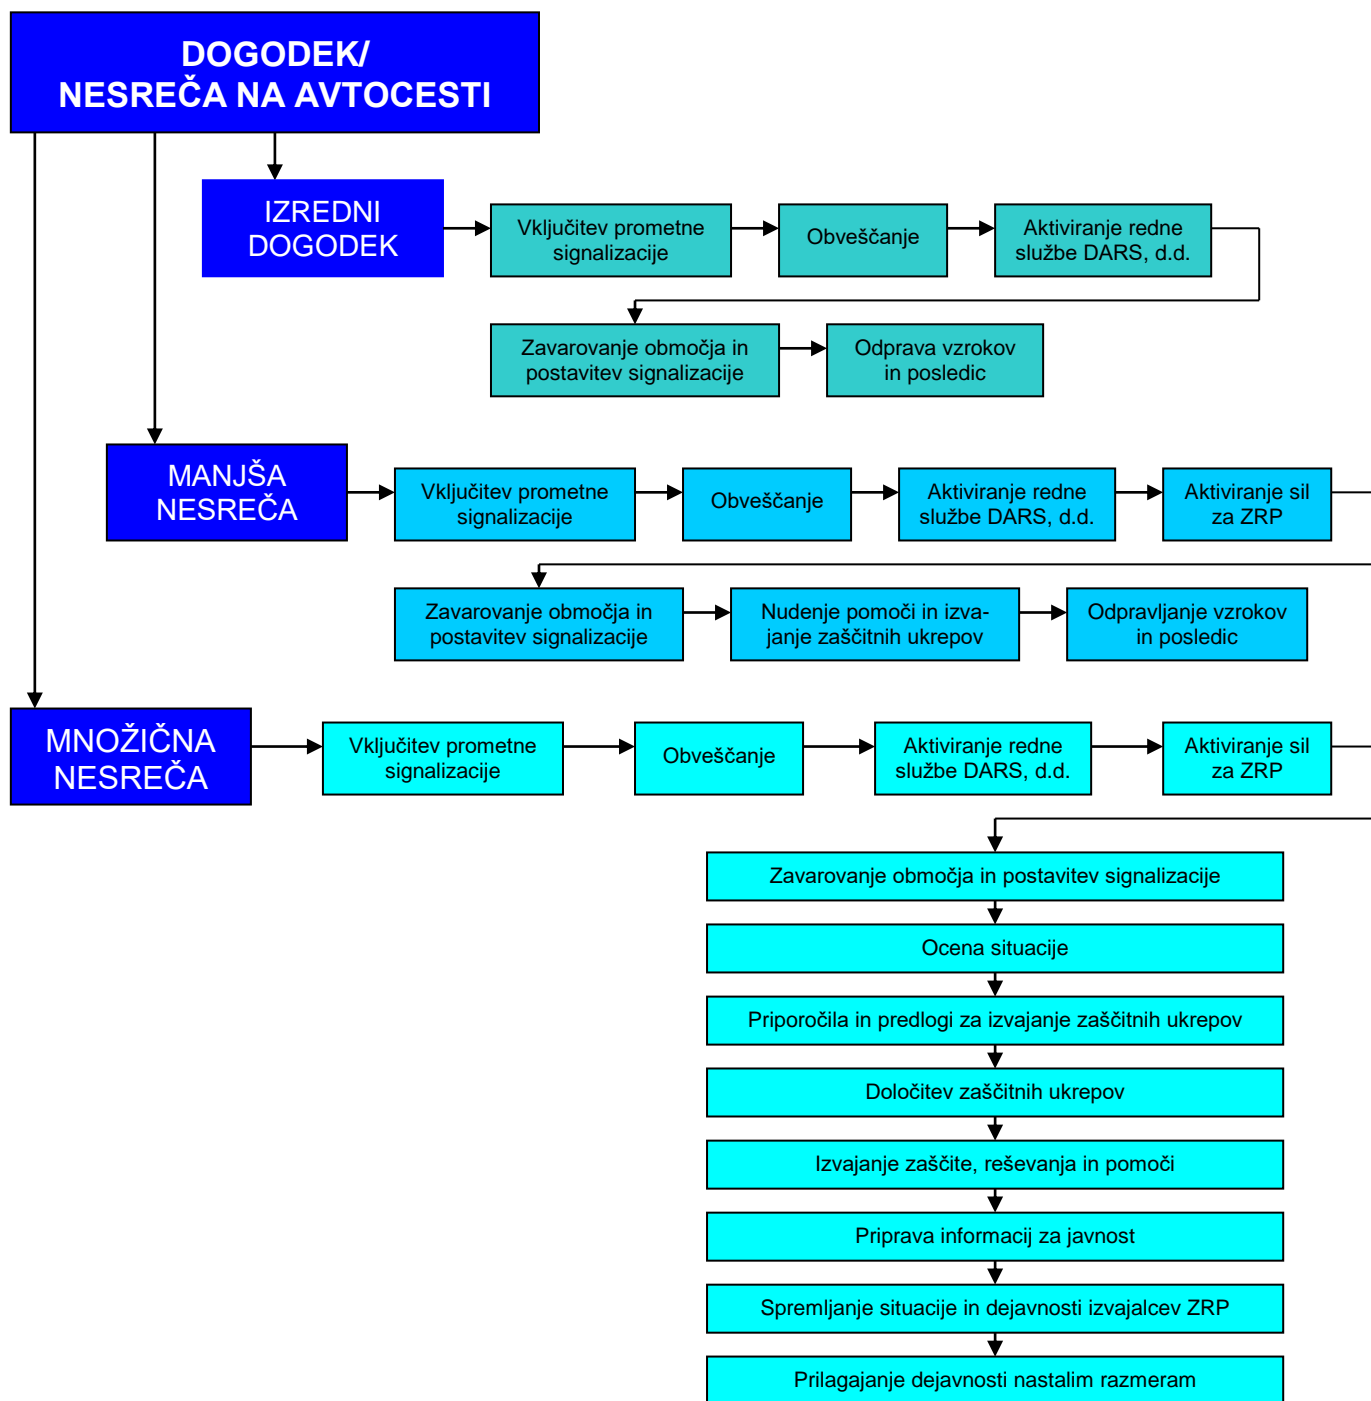 DOGODEK/
NESREČA NA AVTOCESTI
IZREDNI
DOGODEK
Vključitev prometne
signalizacije
Obveščanje
Aktiviranje redne
službe DARS, d.d.
Zavarovanje območja in
postavitev signalizacije
Odprava vzrokov
in posledic
MANJŠA
NESREČA
Vključitev prometne
signalizacije
Obveščanje
Aktiviranje redne
službe DARS, d.d.
Aktiviranje sil
za ZRP
Zavarovanje območja in
postavitev signalizacije
Nudenje pomoči in izva-
janje zaščitnih ukrepov
Odpravljanje vzrokov
in posledic
MNOŽIČNA
NESREČA
Vključitev prometne
signalizacije
Obveščanje
Aktiviranje redne
službe DARS, d.d.
Aktiviranje sil
za ZRP
Zavarovanje območja in postavitev signalizacije
Ocena situacije
Priporočila in predlogi za izvajanje zaščitnih ukrepov
Določitev zaščitnih ukrepov
Izvajanje zaščite, reševanja in pomoči
Priprava informacij za javnost
Spremljanje situacije in dejavnosti izvajalcev ZRP
Prilagajanje dejavnosti nastalim razmeram